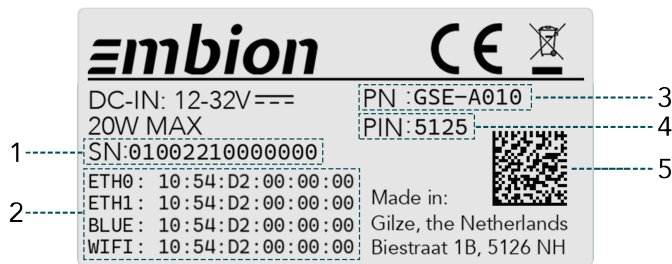 embion CE
DC-IN: 12-32V
20W MAX
PN :GSE-A010
3
PIN:5125
4
1
SN:01002210000000
5
2
ETH0: 10:54:D2:00:00:00
ETH1: 10:54:D2:00:00:00
BLUE: 10:54:D2:00:00:00
WIFI: 10:54:D2:00:00:00
Made in:
Gilze, the Netherlands
Biestraat 1B, 5126 NH